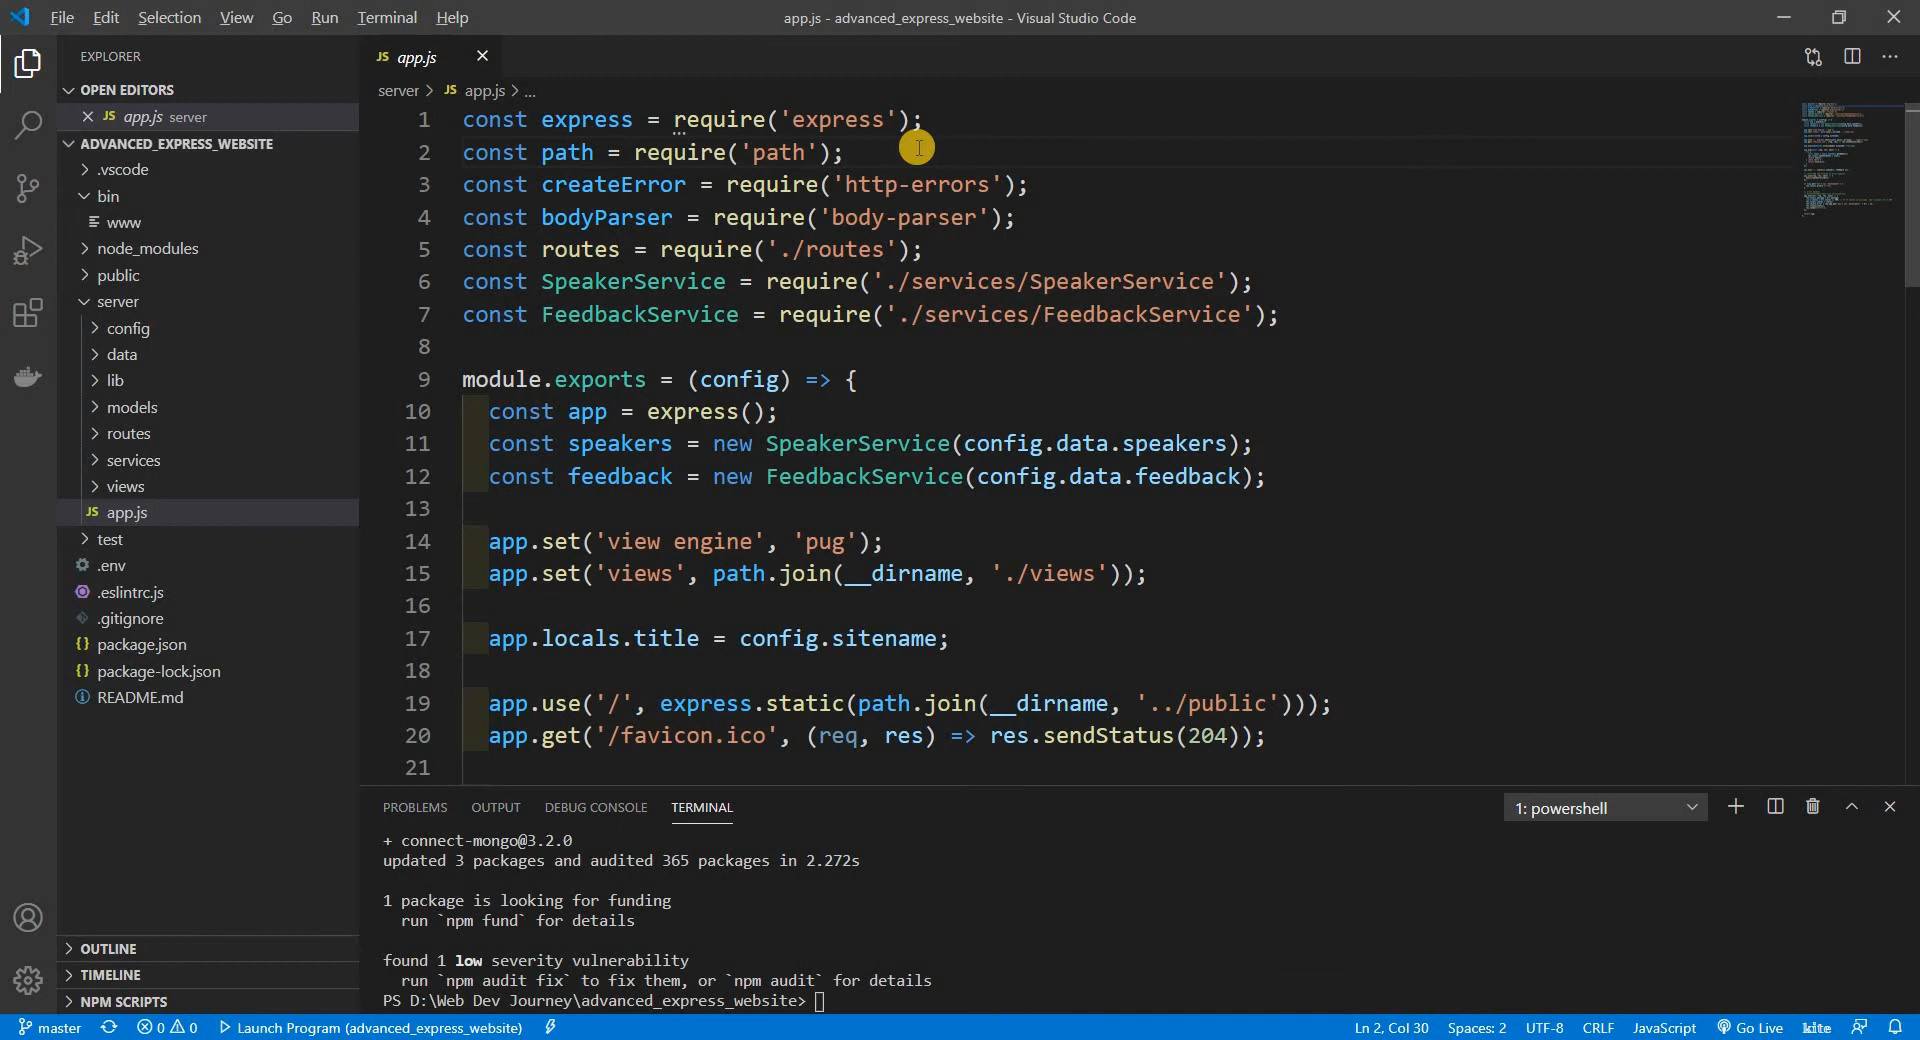 File Edit Selection View Go Run Terminal Help
app.js - advanced_express_website - Visual Studio Code
EXPLORER
OPEN EDITORS
JS app.js server
ADVANCED_EXPRESS_WEBSITE
.vscode
bin
www
node_modules
public
server
config
data
lib
models
routes
services
views
JS app.js
test
.env
.eslintrc.js
.gitignore
{} package.json
{} package-lock.json
README.md
OUTLINE
TIMELINE
NPM SCRIPTS
JS app.js
server > JS app.js > ...
1 const express = require('express');
2 const path = require('path');
3 const createError = require('http-errors');
4 const bodyParser = require('body-parser');
5 const routes = require('./routes');
6 const SpeakerService = require('./services/SpeakerService');
7 const FeedbackService = require('./services/FeedbackService');
8
9 module.exports = (config) => {
10 const app = express();
11 const speakers = new SpeakerService(config.data.speakers);
12 const feedback = new FeedbackService(config.data.feedback);
13
14 app.set('view engine', 'pug');
15 app.set('views', path.join(__dirname, './views'));
16
17 app.locals.title = config.sitename;
18
19 app.use('/', express.static(path.join(__dirname, '../public')));
20 app.get('/favicon.ico', (req, res) => res.sendStatus(204));
21
PROBLEMS OUTPUT DEBUG CONSOLE TERMINAL
1: powershell
+ connect-mongo@3.2.0
updated 3 packages and audited 365 packages in 2.272s
1 package is looking for funding
run `npm fund` for details
found 1 low severity vulnerability
run `npm audit fix` to fix them, or `npm audit` for details
PS D:\Web Dev Journey\advanced_express_website>
master 0 0 Launch Program (advanced_express_website)
Ln 2, Col 30 Spaces: 2 UTF-8 CRLF JavaScript Go Live kite